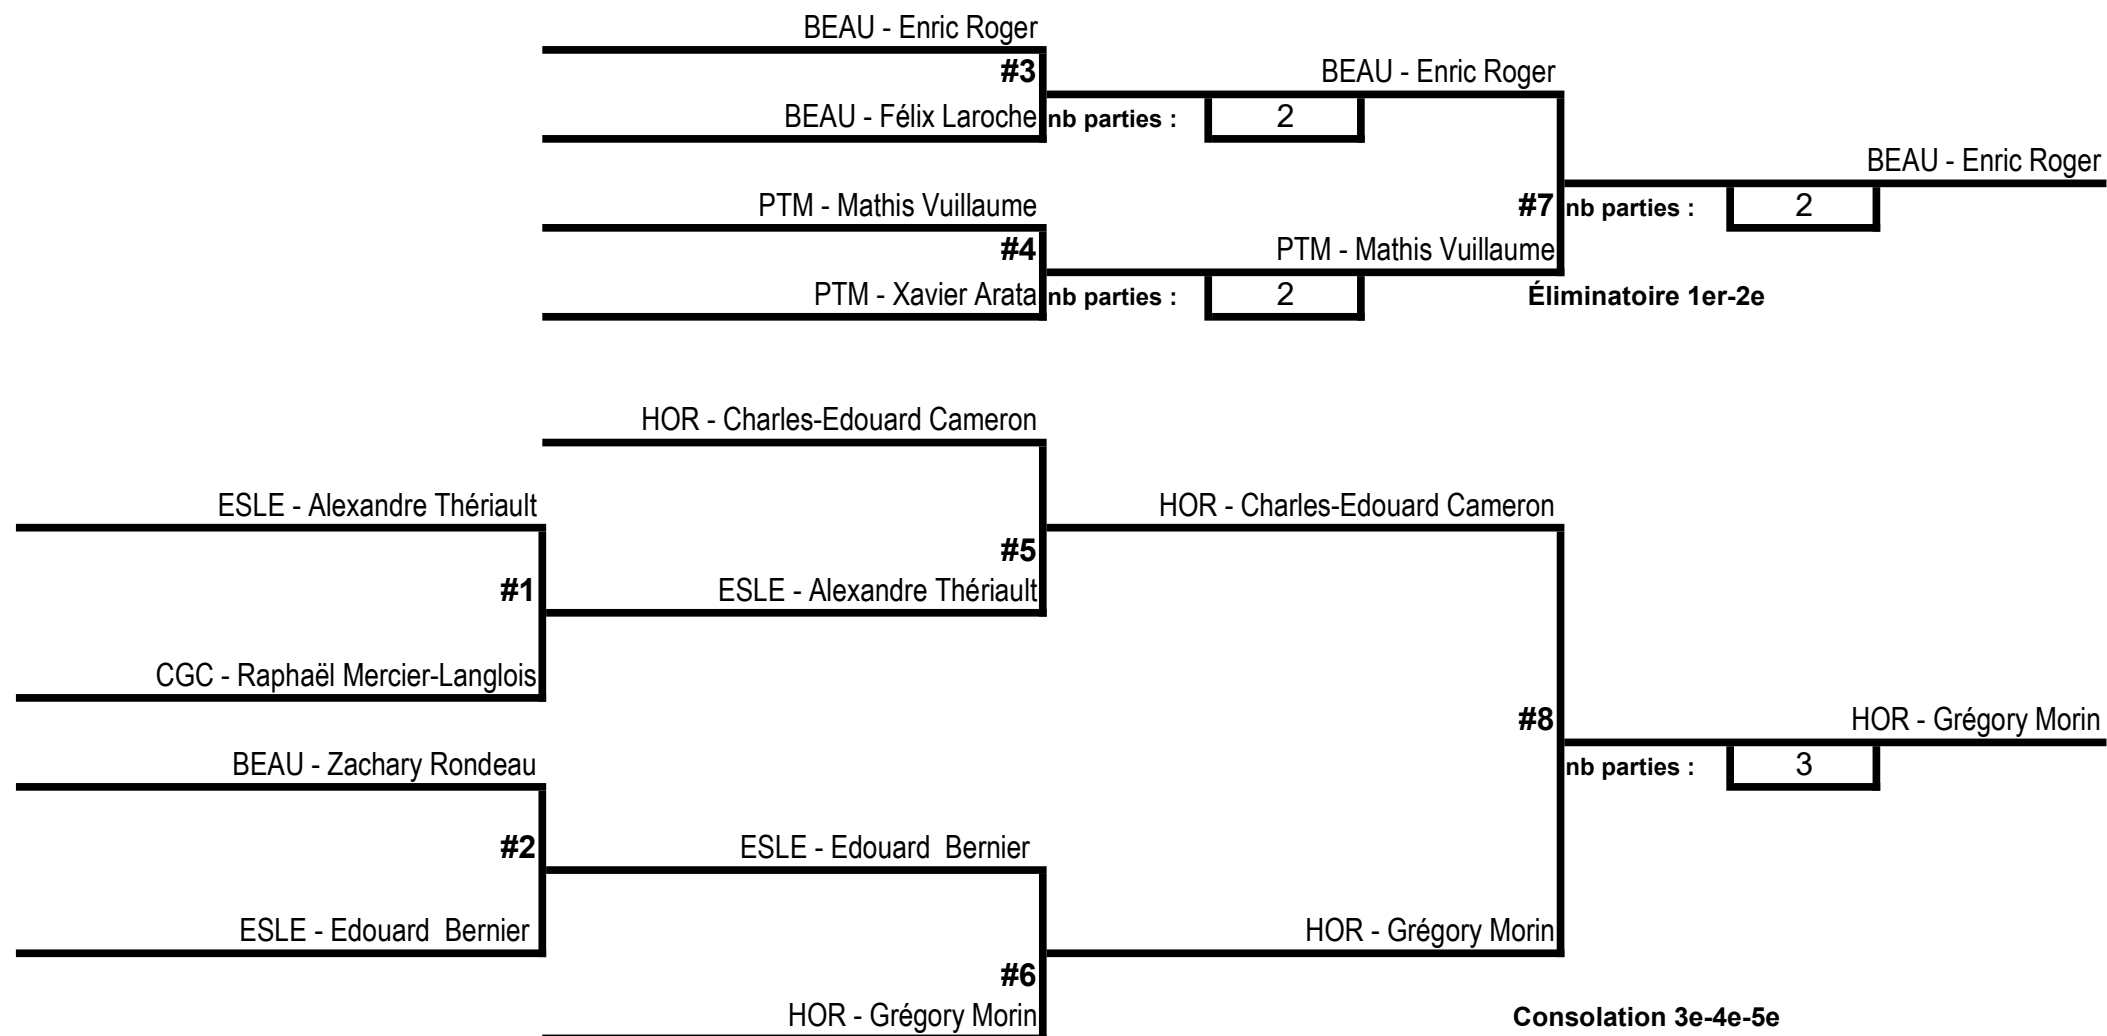 BEAU - Enric Roger
#3
BEAU - Enric Roger
BEAU - Félix Laroche
nb parties :
2
BEAU - Enric Roger
PTM - Mathis Vuillaume
#7
nb parties :
2
#4
PTM - Mathis Vuillaume
PTM - Xavier Arata
nb parties :
2
Éliminatoire 1er-2e
HOR - Charles-Edouard Cameron
ESLE - Alexandre Thériault
HOR - Charles-Edouard Cameron
#5
#1
ESLE - Alexandre Thériault
CGC - Raphaël Mercier-Langlois
#8
HOR - Grégory Morin
BEAU - Zachary Rondeau
nb parties :
3
#2
ESLE - Edouard  Bernier
ESLE - Edouard  Bernier
HOR - Grégory Morin
#6
HOR - Grégory Morin
Consolation 3e-4e-5e